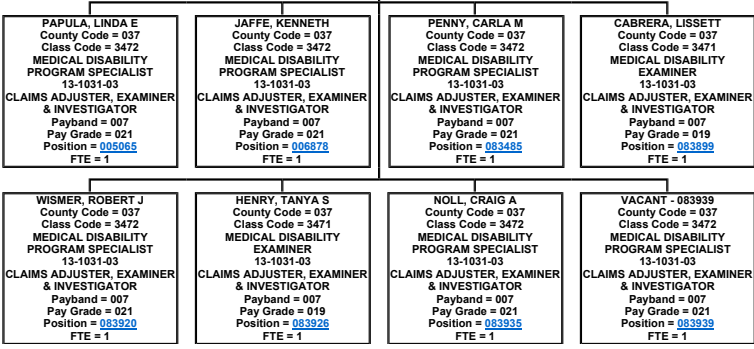 PAPULA, LINDA E
County Code = 037
Class Code = 3472
MEDICAL DISABILITY
PROGRAM SPECIALIST
13-1031-03
CLAIMS ADJUSTER, EXAMINER
& INVESTIGATOR
Payband = 007
Pay Grade = 021
Position = 005065
FTE = 1
JAFFE, KENNETH
County Code = 037
Class Code = 3472
MEDICAL DISABILITY
PROGRAM SPECIALIST
13-1031-03
CLAIMS ADJUSTER, EXAMINER
& INVESTIGATOR
Payband = 007
Pay Grade = 021
Position = 006878
FTE = 1
PENNY, CARLA M
County Code = 037
Class Code = 3472
MEDICAL DISABILITY
PROGRAM SPECIALIST
13-1031-03
CLAIMS ADJUSTER, EXAMINER
& INVESTIGATOR
Payband = 007
Pay Grade = 021
Position = 083485
FTE = 1
CABRERA, LISSETT
County Code = 037
Class Code = 3471
MEDICAL DISABILITY
EXAMINER
13-1031-03
CLAIMS ADJUSTER, EXAMINER
& INVESTIGATOR
Payband = 007
Pay Grade = 019
Position = 083899
FTE = 1
WISMER, ROBERT J
County Code = 037
Class Code = 3472
MEDICAL DISABILITY
PROGRAM SPECIALIST
13-1031-03
CLAIMS ADJUSTER, EXAMINER
& INVESTIGATOR
Payband = 007
Pay Grade = 021
Position = 083920
FTE = 1
HENRY, TANYA S
County Code = 037
Class Code = 3471
MEDICAL DISABILITY
EXAMINER
13-1031-03
CLAIMS ADJUSTER, EXAMINER
& INVESTIGATOR
Payband = 007
Pay Grade = 019
Position = 083926
FTE = 1
NOLL, CRAIG A
County Code = 037
Class Code = 3472
MEDICAL DISABILITY
PROGRAM SPECIALIST
13-1031-03
CLAIMS ADJUSTER, EXAMINER
& INVESTIGATOR
Payband = 007
Pay Grade = 021
Position = 083935
FTE = 1
VACANT - 083939
County Code = 037
Class Code = 3472
MEDICAL DISABILITY
PROGRAM SPECIALIST
13-1031-03
CLAIMS ADJUSTER, EXAMINER
& INVESTIGATOR
Payband = 007
Pay Grade = 021
Position = 083939
FTE = 1